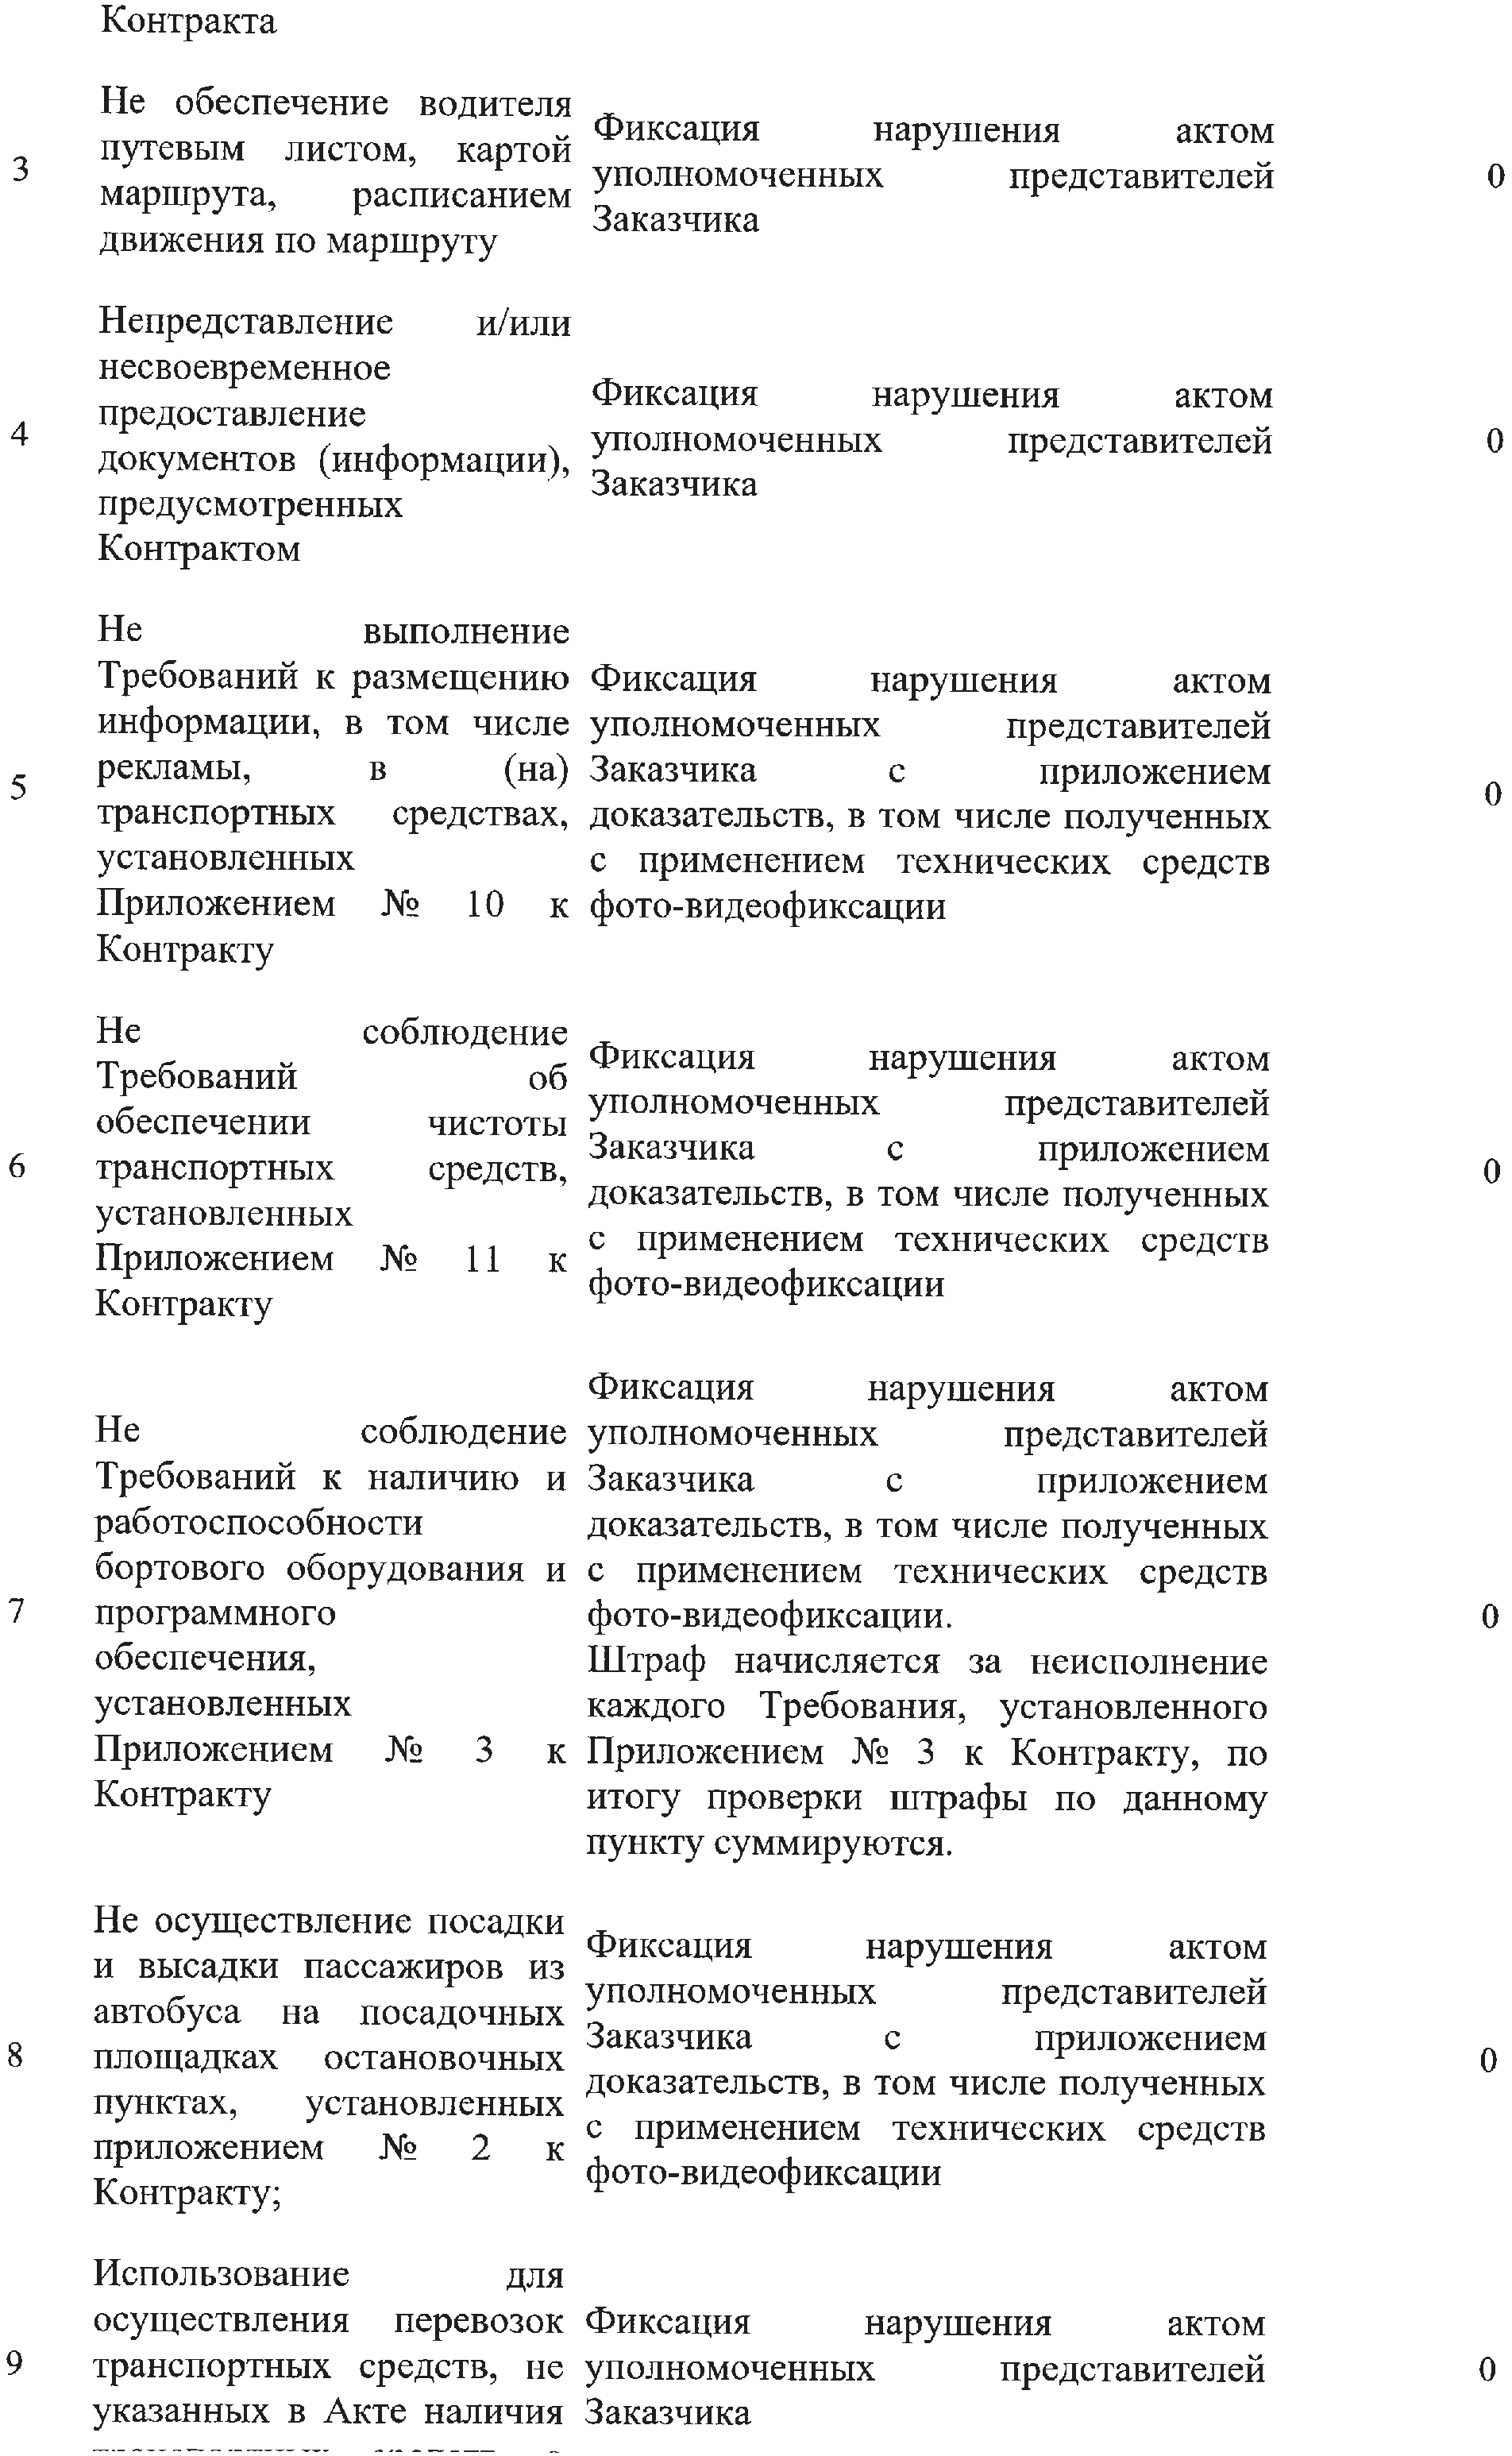 Контракта
3
Не обеспечение водителя
путевым листом, картой
маршрута, расписанием
движения по маршруту
Фиксация нарушения актом
уполномоченных представителей
Заказчика
0
4
Непредставление и/или
несвоевременное
предоставление
документов (информации),
предусмотренных
Контрактом
Фиксация нарушения актом
уполномоченных представителей
Заказчика
0
5
Не выполнение
Требований к размещению
информации, в том числе
рекламы, в (на)
транспортных средствах,
установленных
Приложением № 10 к
Контракту
Фиксация нарушения актом
уполномоченных представителей
Заказчика с приложением
доказательств, в том числе полученных
с применением технических средств
фото-видеофиксации
0
6
Не соблюдение
Требований об
обеспечении чистоты
транспортных средств,
установленных
Приложением № 11 к
Контракту
Фиксация нарушения актом
уполномоченных представителей
Заказчика с приложением
доказательств, в том числе полученных
с применением технических средств
фото-видеофиксации
0
7
Не соблюдение
Требований к наличию и
работоспособности
бортового оборудования и
программного
обеспечения,
установленных
Приложением № 3 к
Контракту
Фиксация нарушения актом
уполномоченных представителей
Заказчика с приложением
доказательств, в том числе полученных
с применением технических средств
фото-видеофиксации.
Штраф начисляется за неисполнение
каждого Требования, установленного
Приложением № 3 к Контракту, по
итогу проверки штрафы по данному
пункту суммируются.
0
8
Не осуществление посадки
и высадки пассажиров из
автобуса на посадочных
площадках остановочных
пунктах, установленных
приложением № 2 к
Контракту;
Фиксация нарушения актом
уполномоченных представителей
Заказчика с приложением
доказательств, в том числе полученных
с применением технических средств
фото-видеофиксации
0
9
Использование для
осуществления перевозок
транспортных средств, не
указанных в Акте наличия
Фиксация нарушения актом
уполномоченных представителей
Заказчика
0